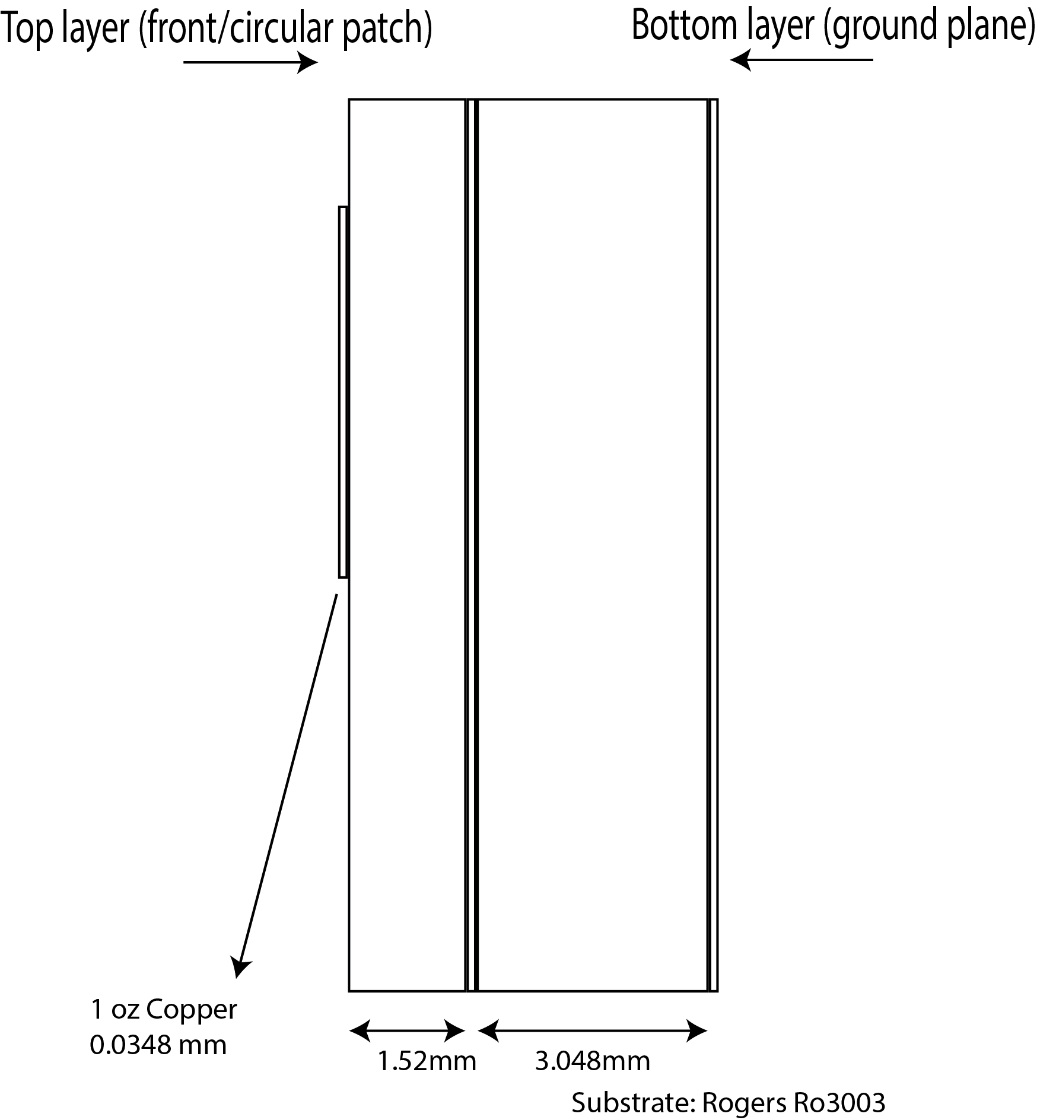 Top layer (front/circular patch)
Bottom layer (ground plane)
1 oz Copper
0.0348 mm
1.52mm
3.048mm
Substrate: Rogers Ro3003